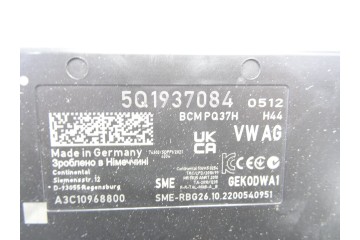 5Q1937084 0512
BCM PQ37H H44
UK CA VW AG
Made in Germany
Зроблено в Німеччині
Continental
Siemensstr. 12
D-93055 Regensburg
SME GEKODWA1
A3C10968800 SME-RBG26.10.2200540951